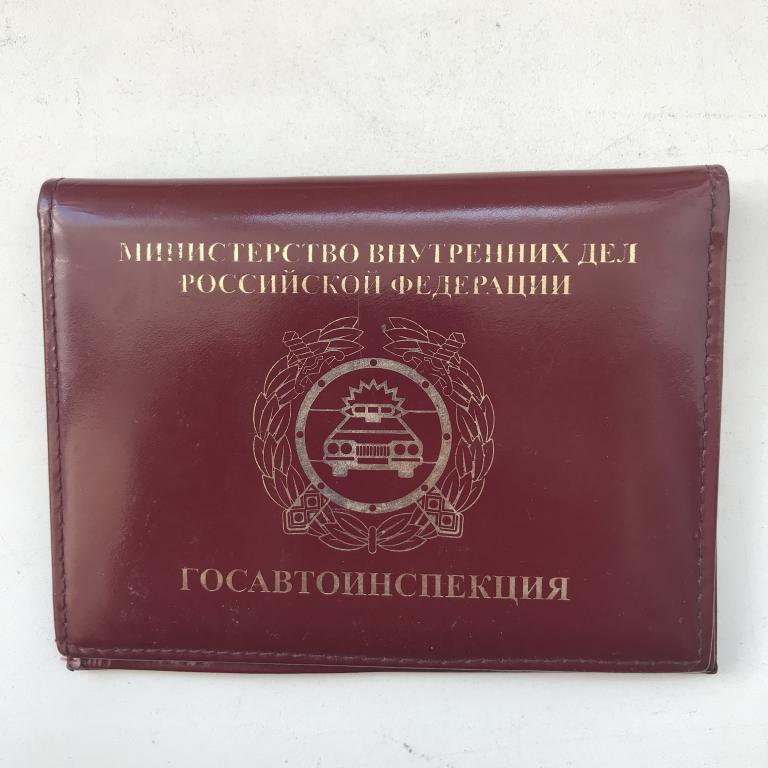 МИНИСТЕРСТВО ВНУТРЕННИХ ДЕЛ
РОССИЙСКОЙ ФЕДЕРАЦИИ
ГОСАВТОИНСПЕКЦИЯ